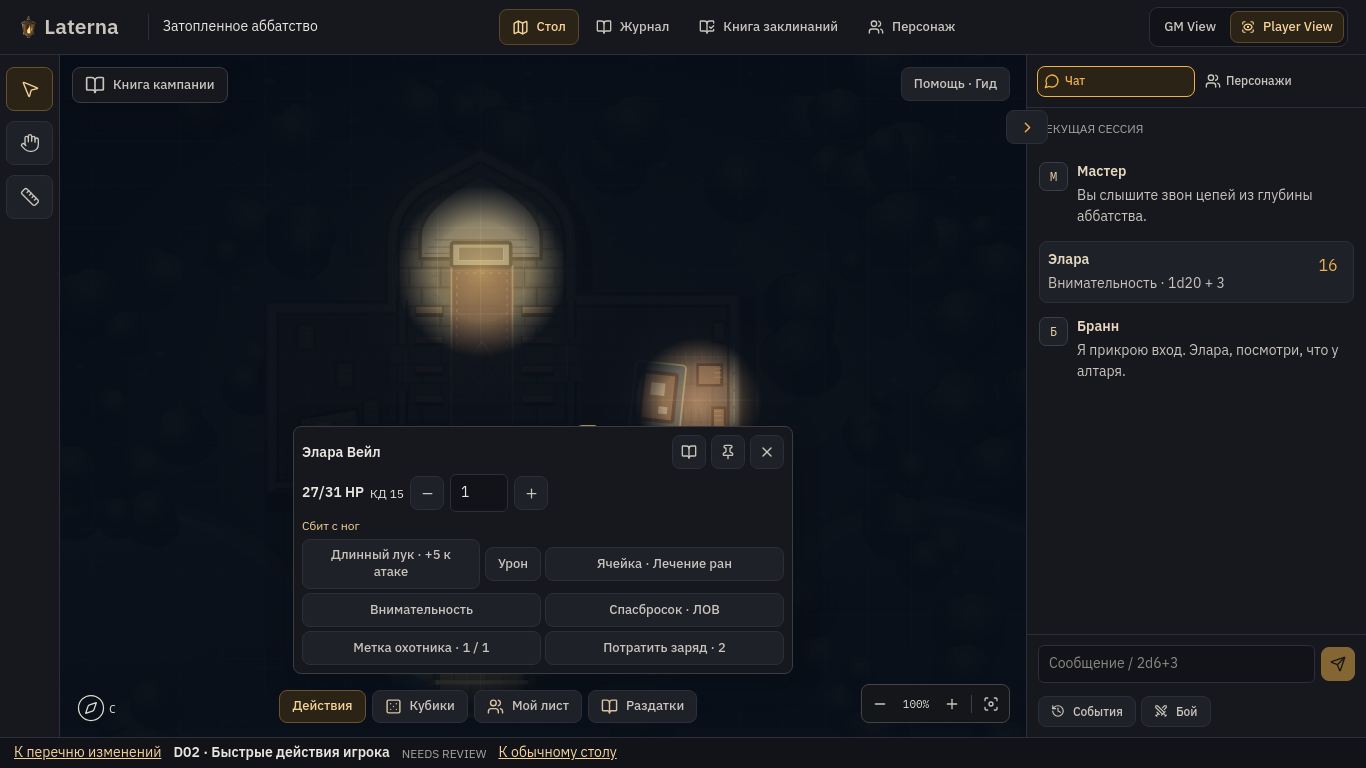 Laterna
Затопленное аббатство
Стол
Журнал
Книга заклинаний
Персонаж
GM View
Player View
Книга кампании
Помощь · Гид
Чат
Персонажи
ЕКУЩАЯ СЕССИЯ
М
Мастер
Вы слышите звон цепей из глубины
аббатства.
Элара
16
Внимательность · 1d20 + 3
Б
Бранн
Я прикрою вход. Элара, посмотри, что у
алтаря.
Элара Вейл
27/31 HP КД 15 − 1 +
Сбит с ног
Длинный лук · +5 к
атаке
Урон
Ячейка · Лечение ран
Внимательность
Спасбросок · ЛОВ
Метка охотника · 1 / 1
Потратить заряд · 2
С
Действия
Кубики
Мой лист
Раздатки
− 100% +
Сообщение / 2d6+3
События
Бой
К перечню изменений D02 · Быстрые действия игрока NEEDS REVIEW К обычному столу